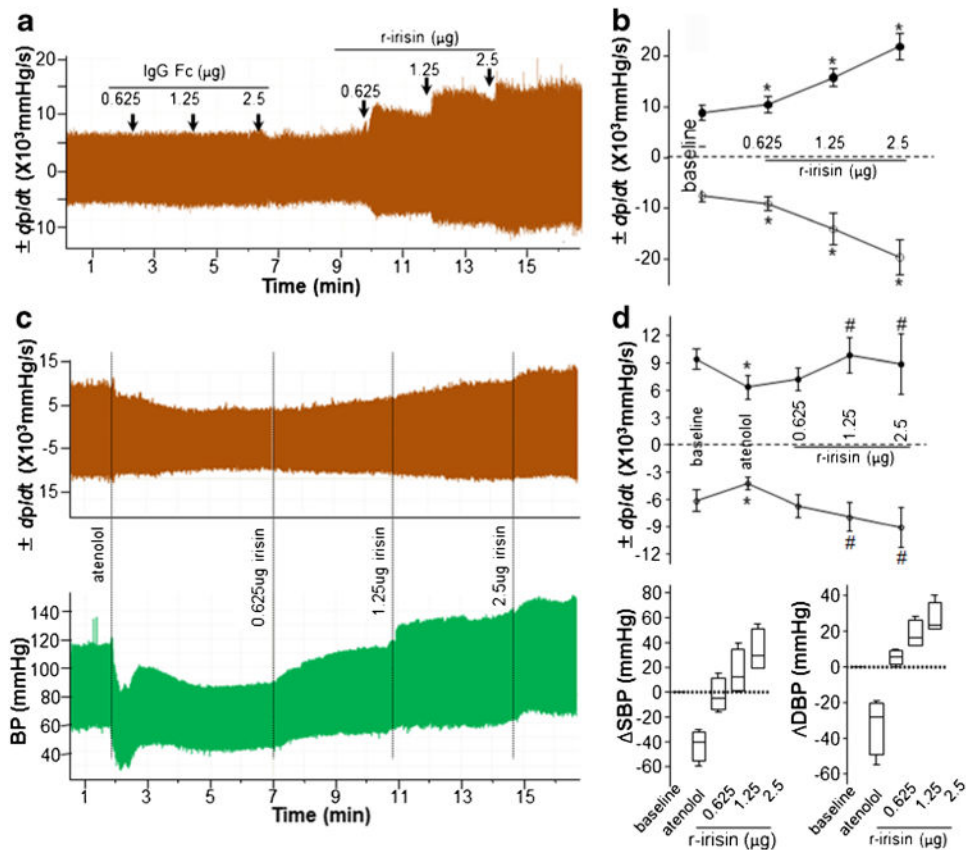 a
± dp/dt (X10³mmHg/s)
20
10
0
10
IgG Fc (µg)
0.625 1.25 2.5
r-irisin (µg)
0.625
1.25
2.5
1 3 5 7 9 11 13 15
Time (min)
b
± dp/dt (X10³mmHg/s)
20
10
0
-10
-20
* * *
baseline
0.625 1.25 2.5
r-irisin (µg)
* * *
c
± dp/dt (X10³mmHg/s)
15
5
-5
15
atenolol
0.625ug irisin
1.25ug irisin
2.5ug irisin
BP (mmHg)
140
120
100
80
60
40
1 3 5 7 9 11 13 15
Time (min)
d
± dp/dt (X10³mmHg/s)
12
9
6
3
0
-3
-6
-9
-12
* # #
baseline
atenolol
0.625
1.25
2.5
r-irisin (µg)
* # #
ΔSBP (mmHg)
60
40
20
0
-20
-40
-60
baseline
atenolol
0.625
1.25
2.5
r-irisin (µg)
ΛDBP (mmHg)
40
20
0
-20
-40
-60
baseline
atenolol
0.625
1.25
2.5
r-irisin (µg)